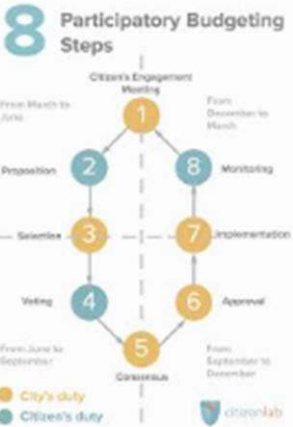 8 Participatory Budgeting
Steps
Citizen's Engagement
Meeting
From March to
June
From
December to
March
1
Proposition
2
8
Monitoring
Selection
3
7
Implementation
Voting
4
6
Approval
From June to
September
5
From
September to
December
Consensus
City's duty
Citizen's duty
citizenlab